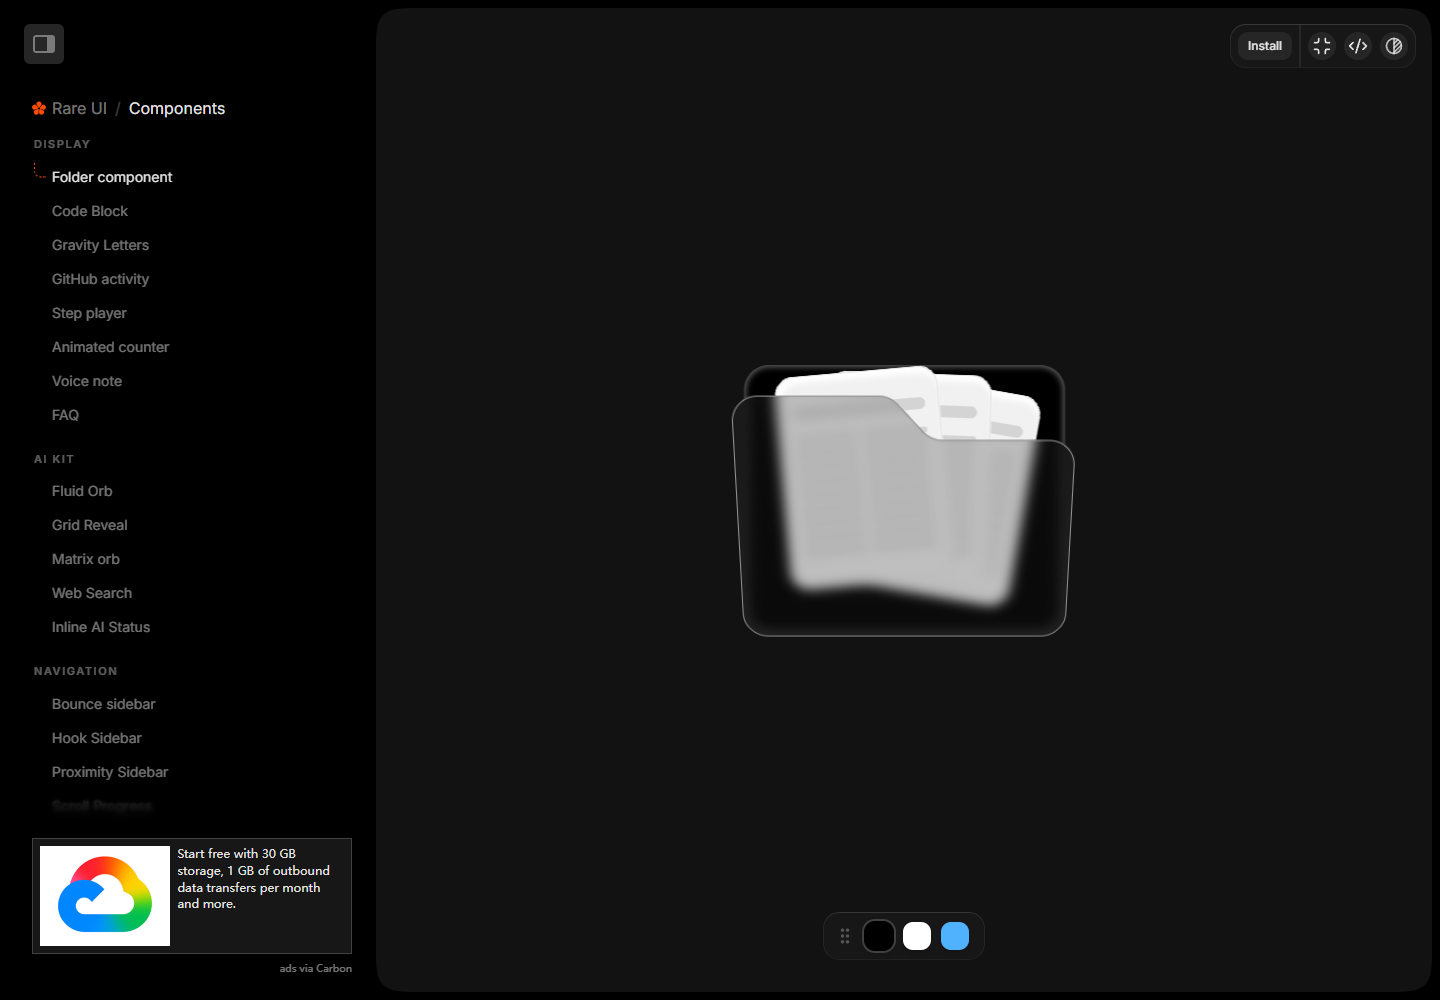 Install
Rare UI / Components
DISPLAY
Folder component
Code Block
Gravity Letters
GitHub activity
Step player
Animated counter
Voice note
FAQ
AI KIT
Fluid Orb
Grid Reveal
Matrix orb
Web Search
Inline AI Status
NAVIGATION
Bounce sidebar
Hook Sidebar
Proximity Sidebar
Scroll Progress
Start free with 30 GB
storage, 1 GB of outbound
data transfers per month
and more.
ads via Carbon